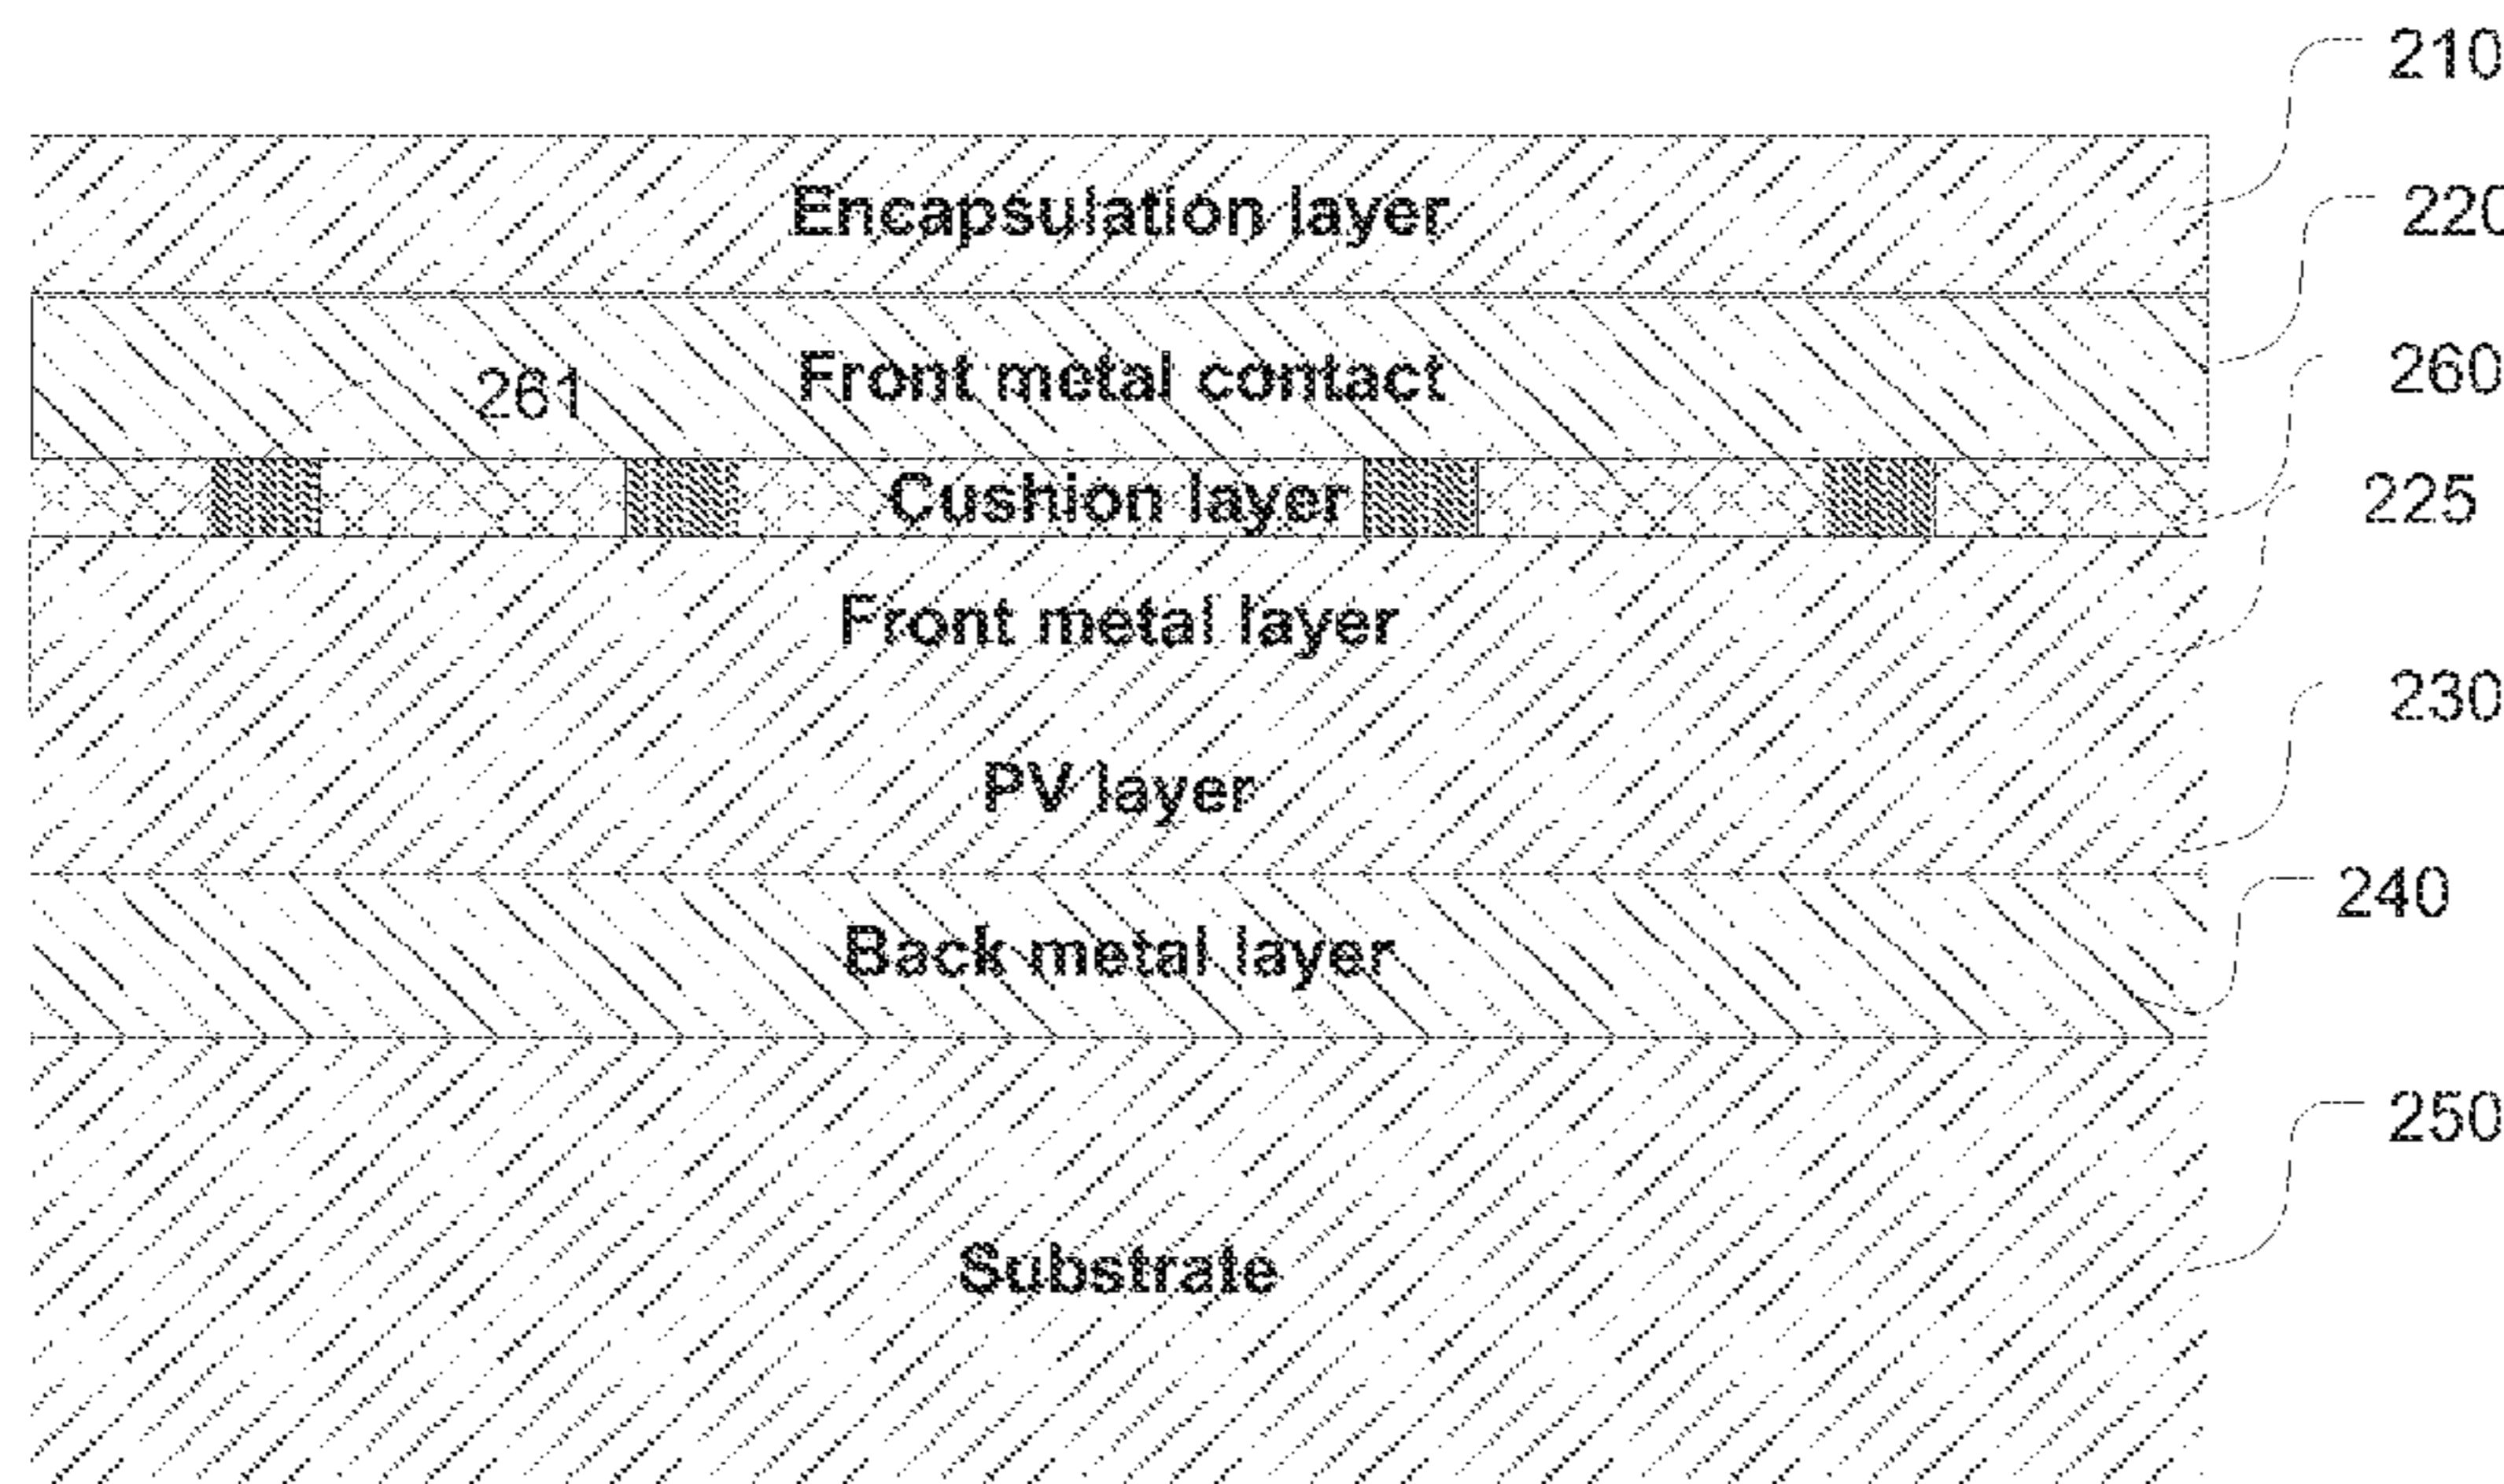 210
Encapsulation layer
220
Front metal contact
260
261
Cushion layer
225
Front metal layer
230
PV layer
240
Back metal layer
250
Substrate